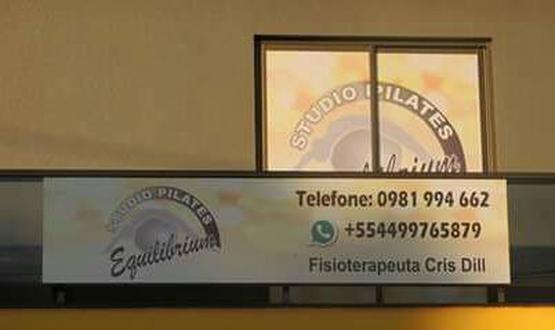 STUDIO PILATES
STUDIO PILATES
Equilibrium
Telefone: 0981 994 662
+554499765879
Fisioterapeuta Cris Dill